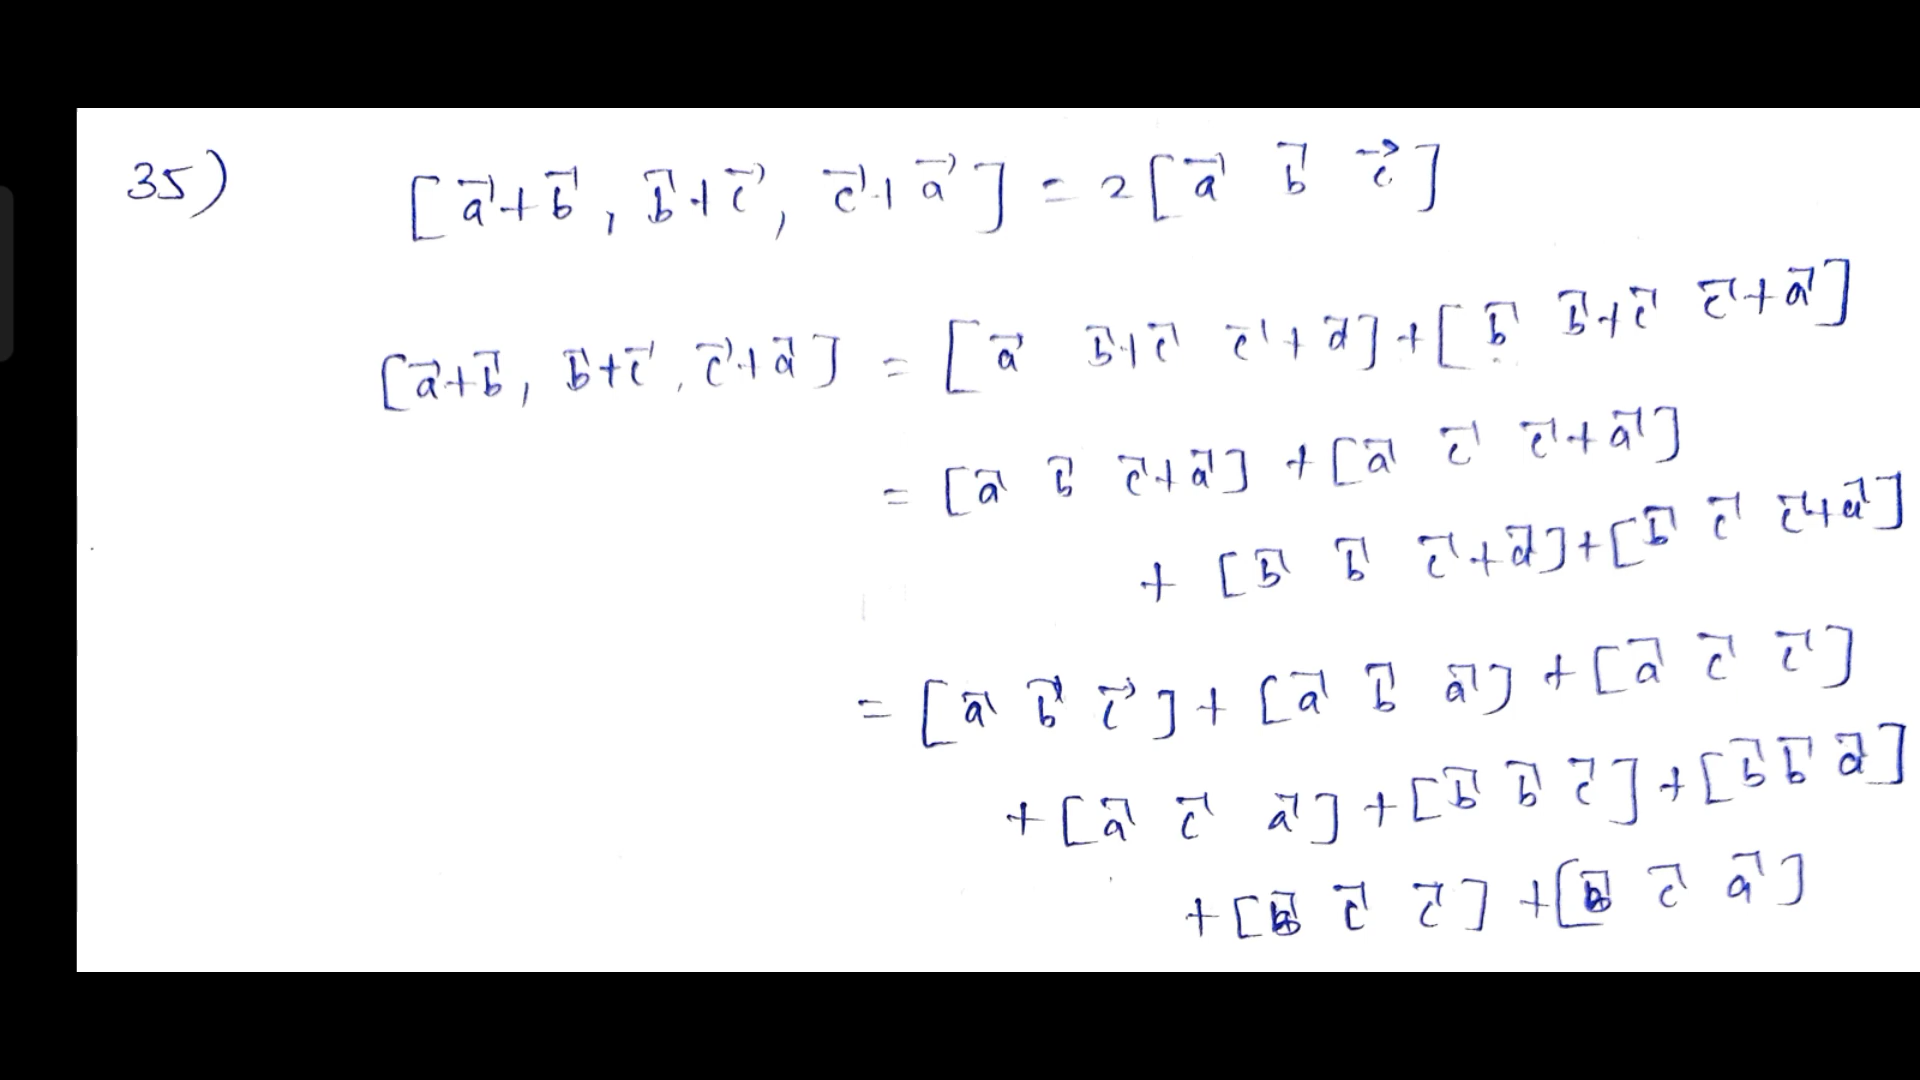 35) [a⃗+b⃗, b⃗+c⃗, c⃗+a⃗] = 2[a⃗ b⃗ c⃗]
[a⃗+b⃗, b⃗+c⃗, c⃗+a⃗] = [a⃗ b⃗+c⃗ c⃗+a⃗]+[b⃗ b⃗+c⃗ c⃗+a⃗]
= [a⃗ b⃗ c⃗+a⃗] + [a⃗ c⃗ c⃗+a⃗]
+ [b⃗ b⃗ c⃗+a⃗]+[b⃗ c⃗ c⃗+a⃗]
= [a⃗ b⃗ c⃗]+ [a⃗ b⃗ a⃗] + [a⃗ c⃗ c⃗]
+ [a⃗ c⃗ a⃗] + [b⃗ b⃗ c⃗] + [b⃗ b⃗ a⃗]
+ [b⃗ c⃗ c⃗] + [b⃗ c⃗ a⃗]